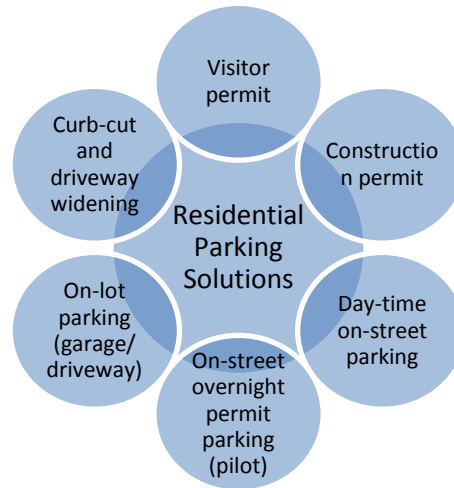 Visitor
permit
Constructio
n permit
Day-time
on-street
parking
On-street
overnight
permit
parking
(pilot)
On-lot
parking
(garage/
driveway)
Curb-cut
and
driveway
widening
Residential
Parking
Solutions